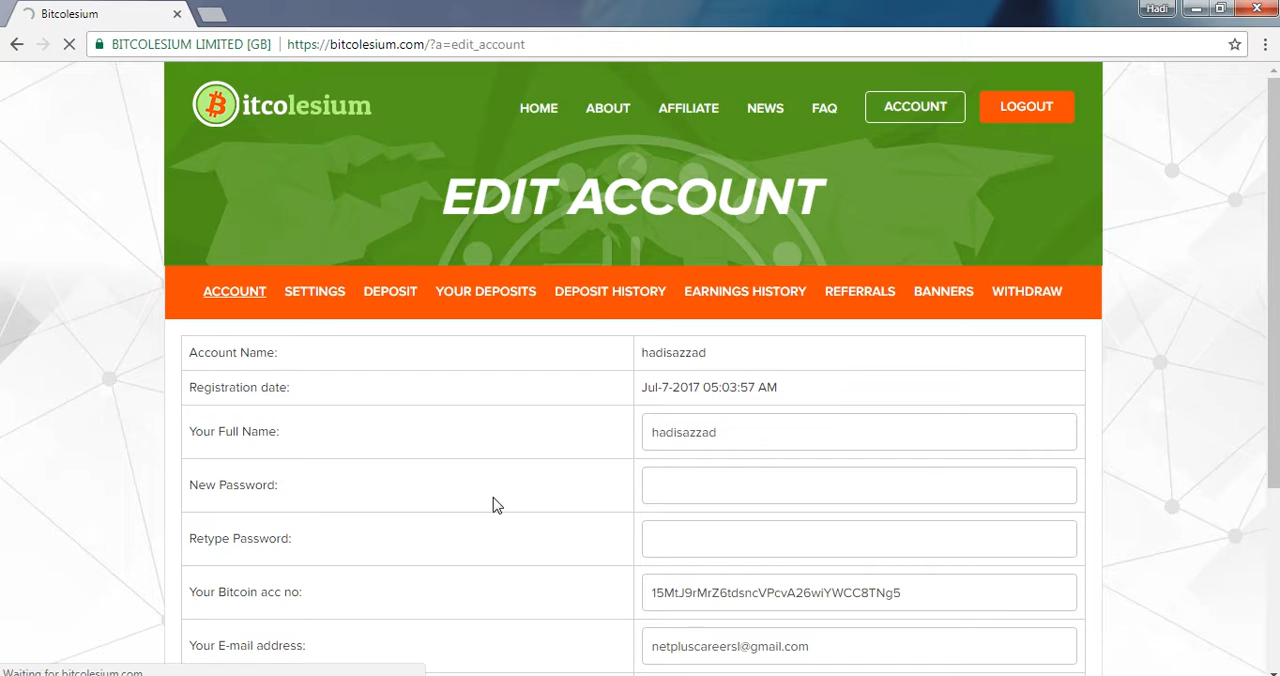 Bitcolesium
Hadi
BITCOLESIUM LIMITED [GB] https://bitcolesium.com/?a=edit_account
Bitcolesium
HOME ABOUT AFFILIATE NEWS FAQ ACCOUNT LOGOUT
EDIT ACCOUNT
ACCOUNT SETTINGS DEPOSIT YOUR DEPOSITS DEPOSIT HISTORY EARNINGS HISTORY REFERRALS BANNERS WITHDRAW
Account Name: hadisazzad
Registration date: Jul-7-2017 05:03:57 AM
Your Full Name: hadisazzad
New Password:
Retype Password:
Your Bitcoin acc no: 15MtJ9rMrZ6tdsncVPcvA26wiYWCC8TNg5
Your E-mail address: netpluscareersl@gmail.com
Waiting for bitcolesium.com